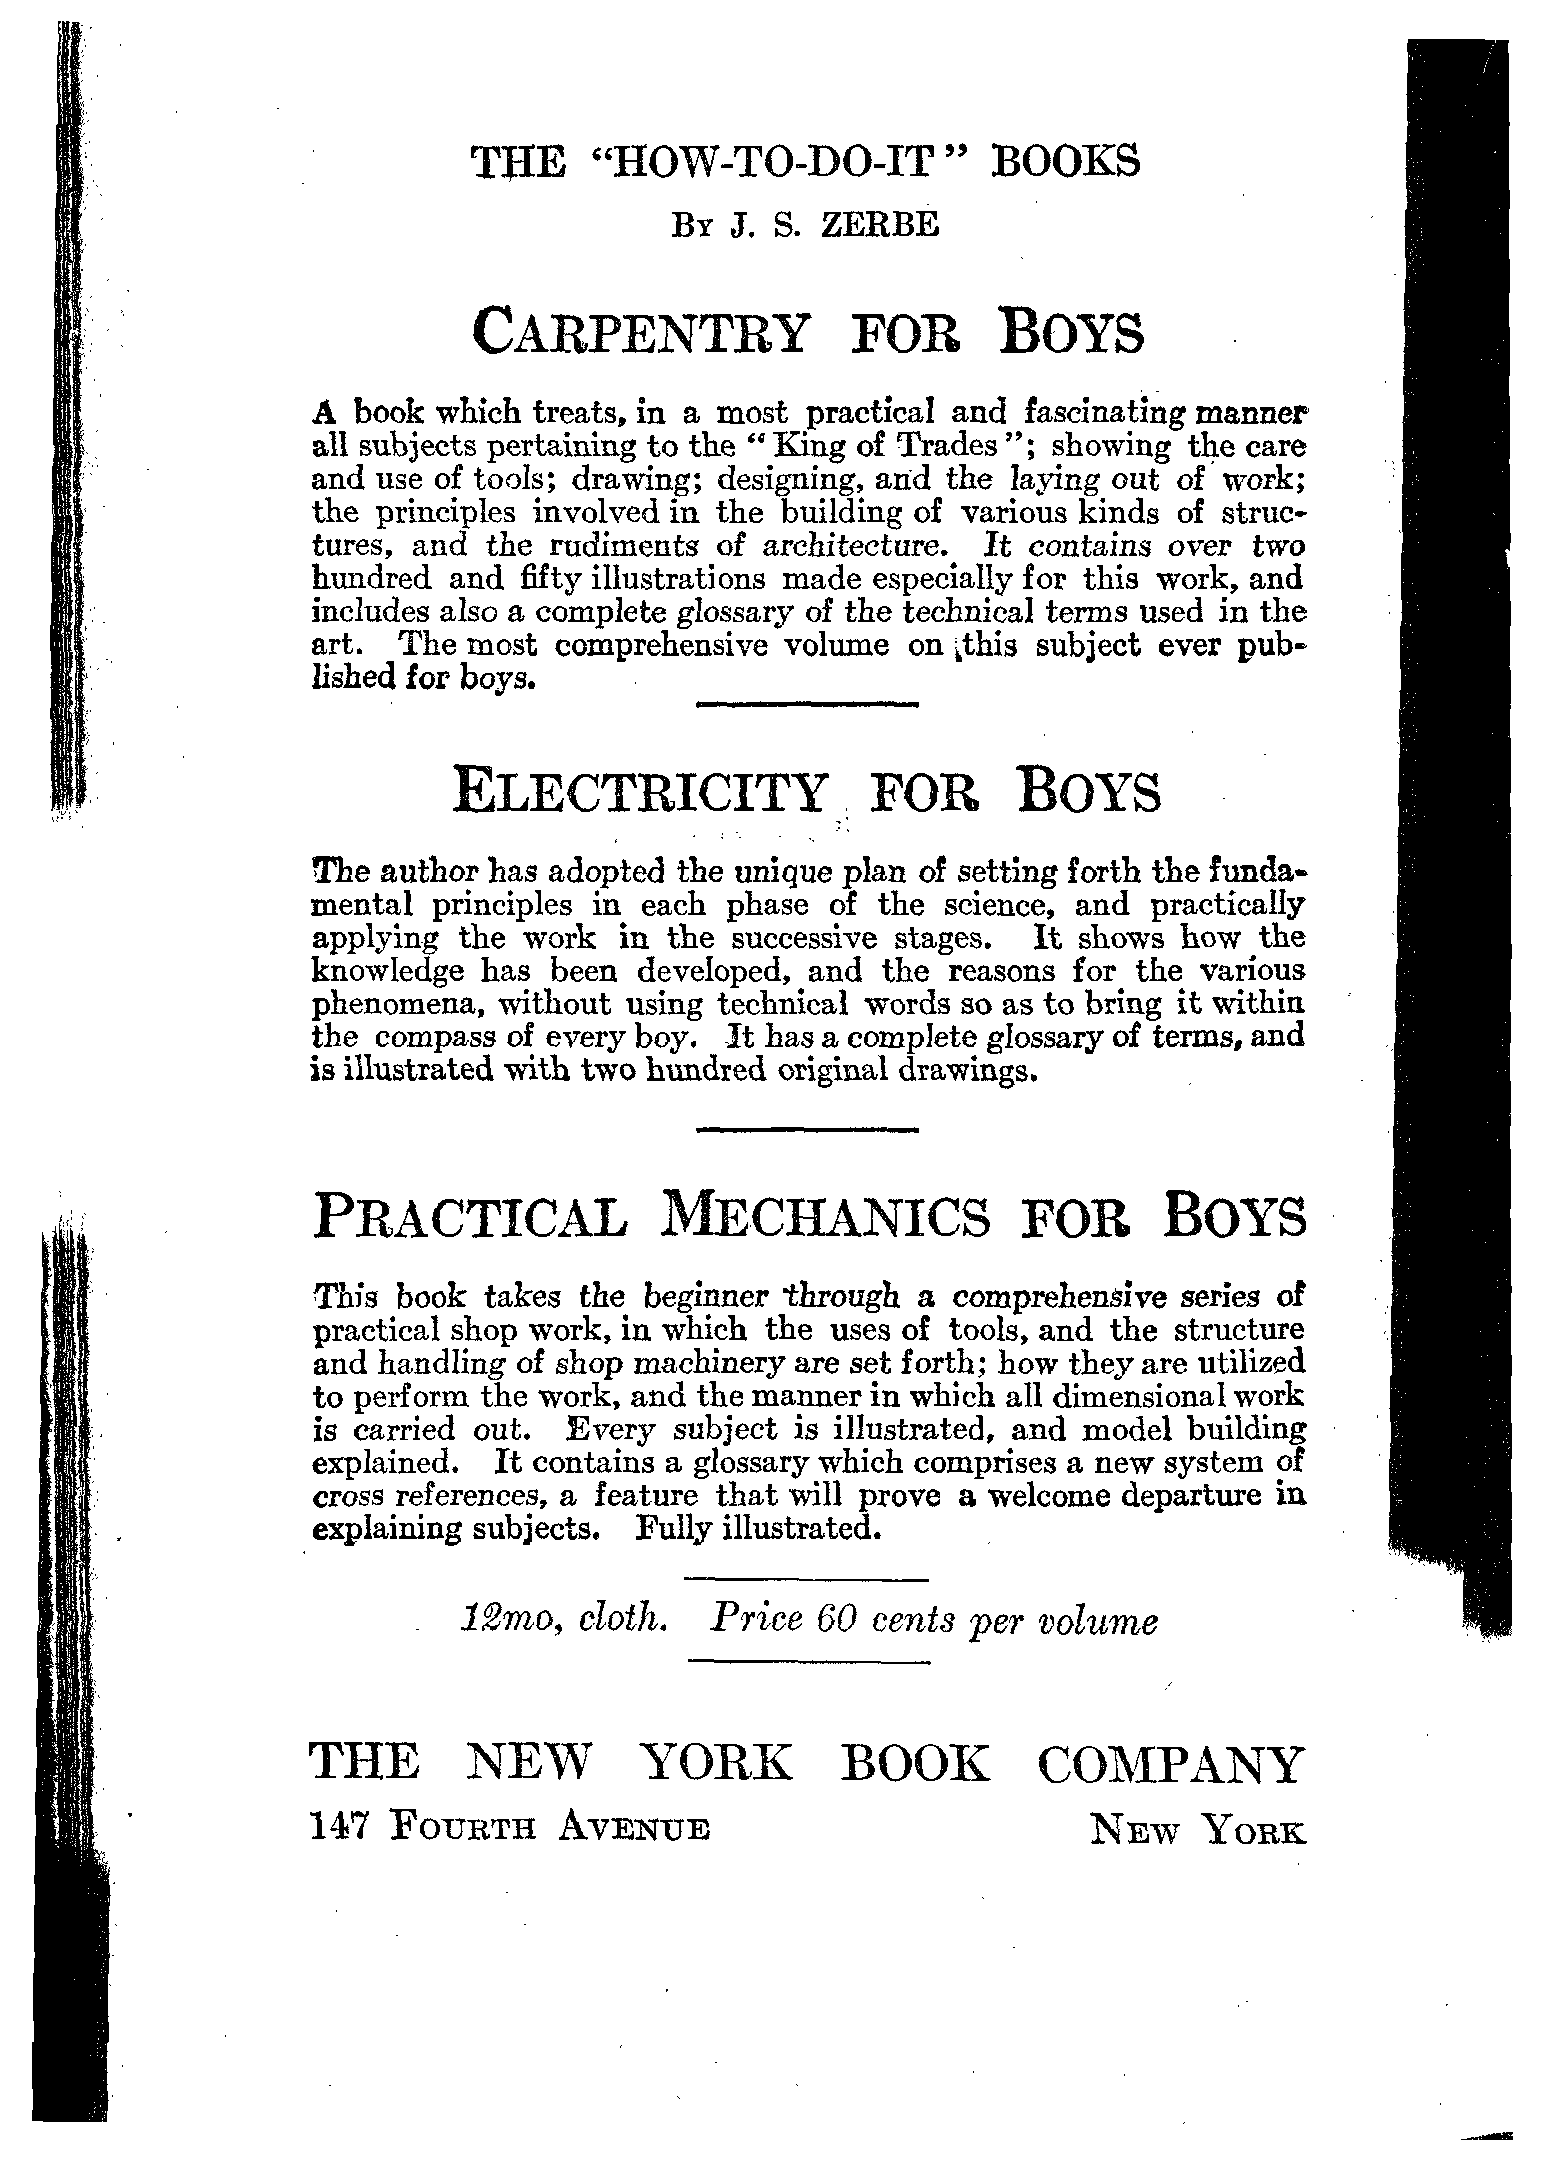 THE "HOW-TO-DO-IT" BOOKS
BY J. S. ZERBE
CARPENTRY FOR BOYS
A book which treats, in a most practical and fascinating manner
all subjects pertaining to the "King of Trades"; showing the care
and use of tools; drawing; designing, and the laying out of work;
the principles involved in the building of various kinds of struc-
tures, and the rudiments of architecture. It contains over two
hundred and fifty illustrations made especially for this work, and
includes also a complete glossary of the technical terms used in the
art. The most comprehensive volume on this subject ever pub-
lished for boys.
ELECTRICITY FOR BOYS
The author has adopted the unique plan of setting forth the funda-
mental principles in each phase of the science, and practically
applying the work in the successive stages. It shows how the
knowledge has been developed, and the reasons for the various
phenomena, without using technical words so as to bring it within
the compass of every boy. It has a complete glossary of terms, and
is illustrated with two hundred original drawings.
PRACTICAL MECHANICS FOR BOYS
This book takes the beginner through a comprehensive series of
practical shop work, in which the uses of tools, and the structure
and handling of shop machinery are set forth; how they are utilized
to perform the work, and the manner in which all dimensional work
is carried out. Every subject is illustrated, and model building
explained. It contains a glossary which comprises a new system of
cross references, a feature that will prove a welcome departure in
explaining subjects. Fully illustrated.
12mo, cloth. Price 60 cents per volume
THE NEW YORK BOOK COMPANY
147 FOURTH AVENUE NEW YORK